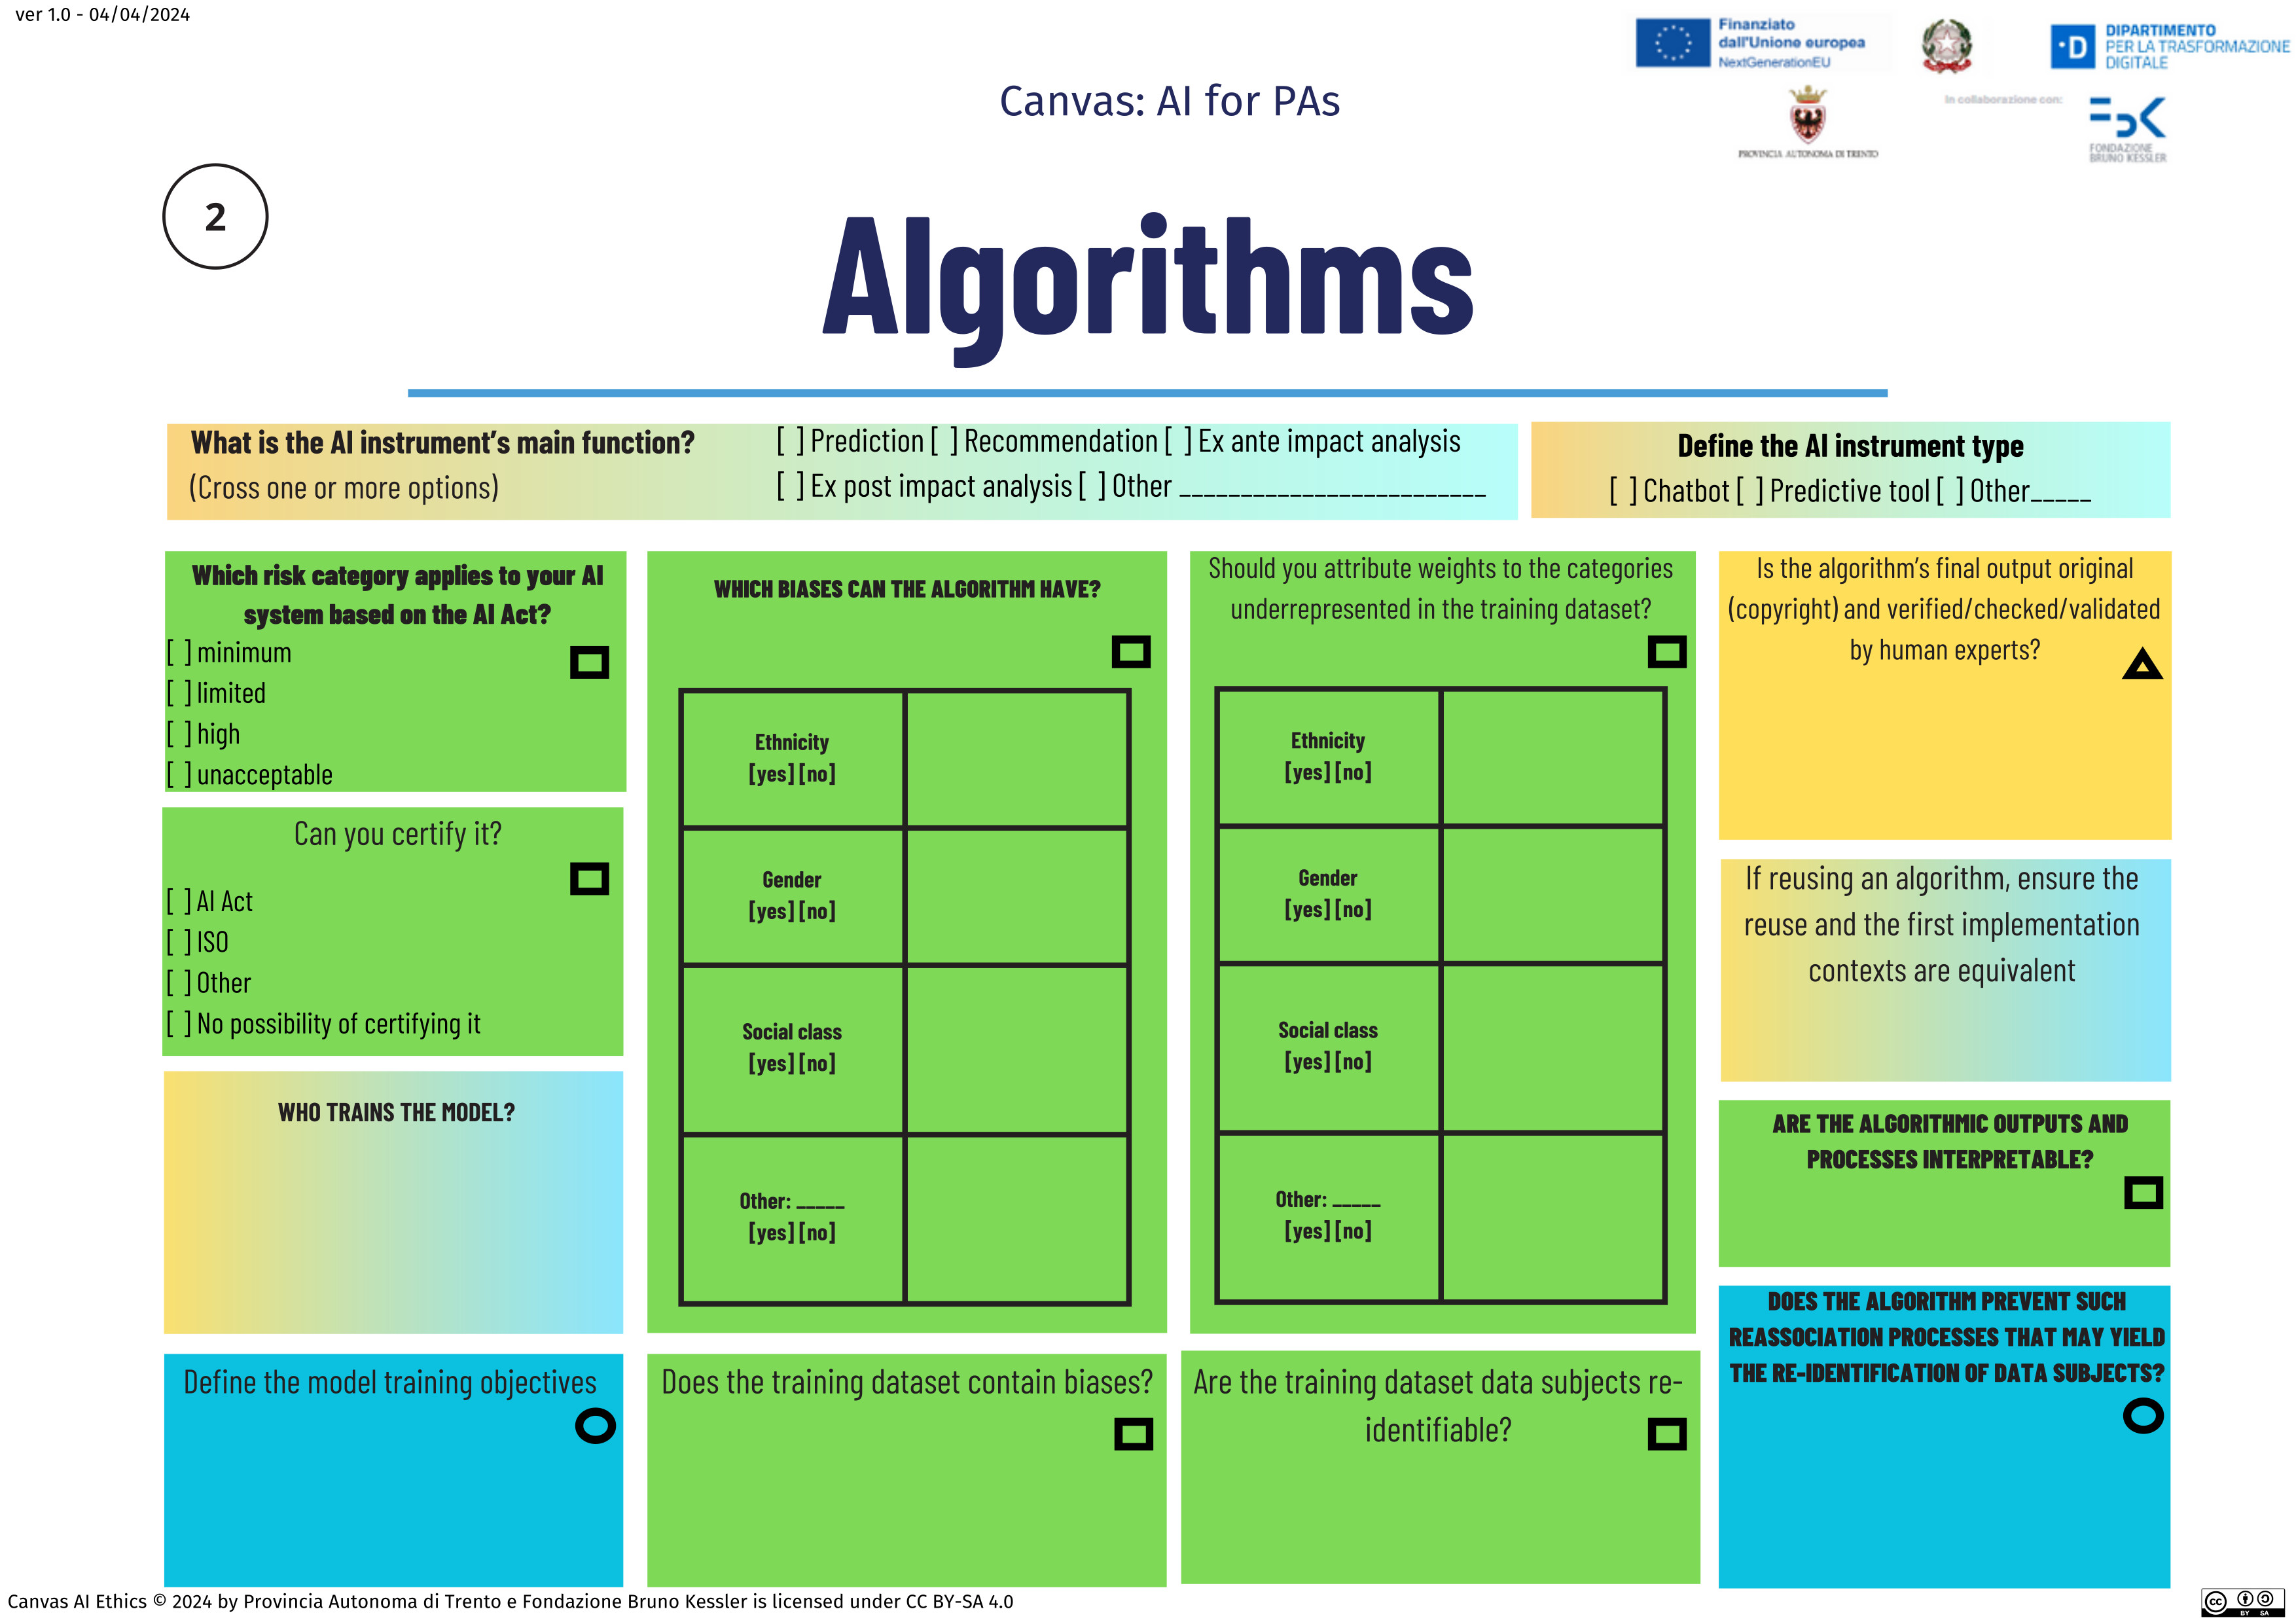 ver 1.0 - 04/04/2024
Finanziato
dall'Unione europea
NextGenerationEU
·D
DIPARTIMENTO
PER LA TRASFORMAZIONE
DIGITALE
PROVINCIA AUTONOMA DI TRENTO
In collaborazione con:
FBK
FONDAZIONE
BRUNO KESSLER
Canvas: AI for PAs
2
Algorithms
What is the AI instrument’s main function?
(Cross one or more options)
[ ] Prediction [ ] Recommendation [ ] Ex ante impact analysis
[ ] Ex post impact analysis [ ] Other _________________________
Define the AI instrument type
[ ] Chatbot [ ] Predictive tool [ ] Other_____
Which risk category applies to your AI
system based on the AI Act?
[ ] minimum
[ ] limited
[ ] high
[ ] unacceptable
Can you certify it?
[ ] AI Act
[ ] ISO
[ ] Other
[ ] No possibility of certifying it
WHO TRAINS THE MODEL?
Define the model training objectives
WHICH BIASES CAN THE ALGORITHM HAVE?
Ethnicity
[yes] [no]
Gender
[yes] [no]
Social class
[yes] [no]
Other: _____
[yes] [no]
Does the training dataset contain biases?
Should you attribute weights to the categories
underrepresented in the training dataset?
Ethnicity
[yes] [no]
Gender
[yes] [no]
Social class
[yes] [no]
Other: _____
[yes] [no]
Are the training dataset data subjects re-
identifiable?
Is the algorithm’s final output original
(copyright) and verified/checked/validated
by human experts?
If reusing an algorithm, ensure the
reuse and the first implementation
contexts are equivalent
ARE THE ALGORITHMIC OUTPUTS AND
PROCESSES INTERPRETABLE?
DOES THE ALGORITHM PREVENT SUCH
REASSOCIATION PROCESSES THAT MAY YIELD
THE RE-IDENTIFICATION OF DATA SUBJECTS?
Canvas AI Ethics © 2024 by Provincia Autonoma di Trento e Fondazione Bruno Kessler is licensed under CC BY-SA 4.0
cc
BY SA